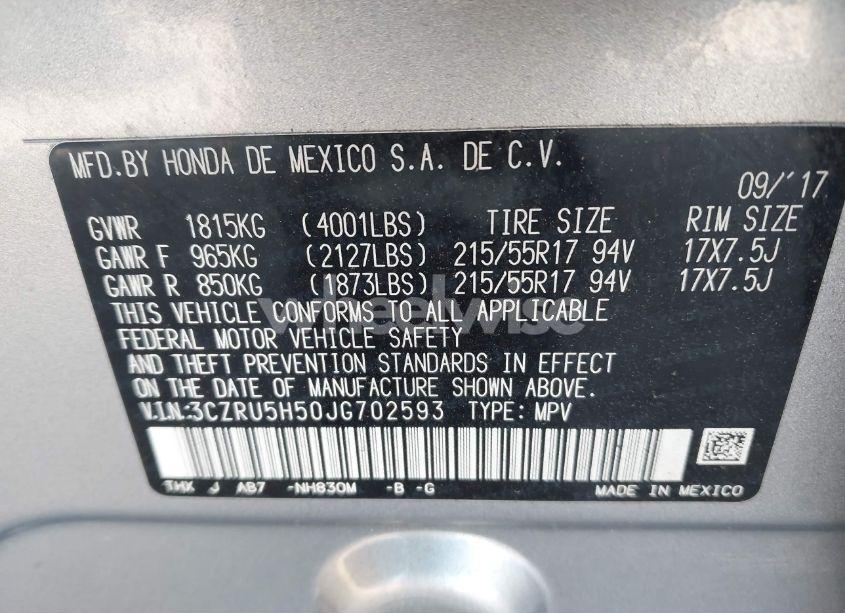 MFD.BY HONDA DE MEXICO S.A. DE C.V.
09/'17
GVWR 1815KG (4001LBS) TIRE SIZE RIM SIZE
GAWR F 965KG (2127LBS) 215/55R17 94V 17X7.5J
GAWR R 850KG (1873LBS) 215/55R17 94V 17X7.5J
THIS VEHICLE CONFORMS TO ALL APPLICABLE
FEDERAL MOTOR VEHICLE SAFETY
AND THEFT PREVENTION STANDARDS IN EFFECT
ON THE DATE OF MANUFACTURE SHOWN ABOVE.
V.I.N:3CZRU5H50JG702593 TYPE: MPV
THX J AB7 -NH830M -B -G
MADE IN MEXICO
wheelwise